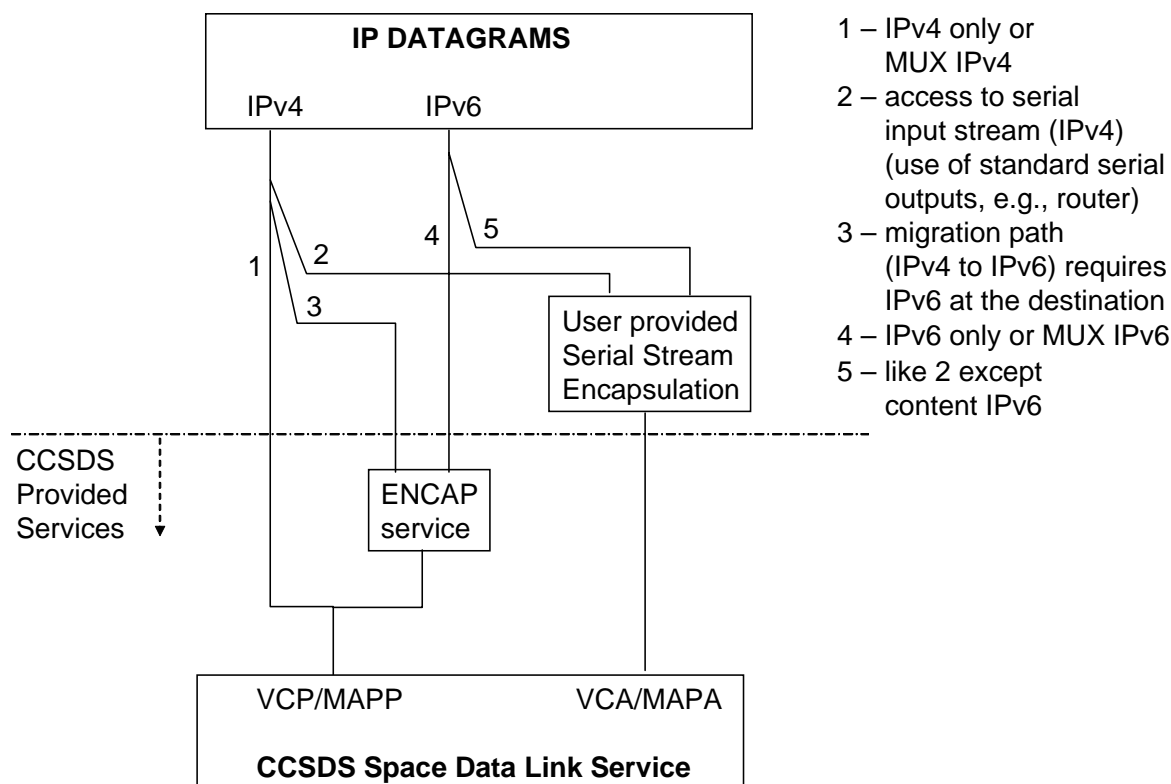 IP DATAGRAMS
IPv4 IPv6
1 – IPv4 only or
MUX IPv4
2 – access to serial
input stream (IPv4)
(use of standard serial
outputs, e.g., router)
3 – migration path
(IPv4 to IPv6) requires
IPv6 at the destination
4 – IPv6 only or MUX IPv6
5 – like 2 except
content IPv6
1
2
3
4
5
User provided
Serial Stream
Encapsulation
CCSDS
Provided
Services
ENCAP
service
VCP/MAPP VCA/MAPA
CCSDS Space Data Link Service